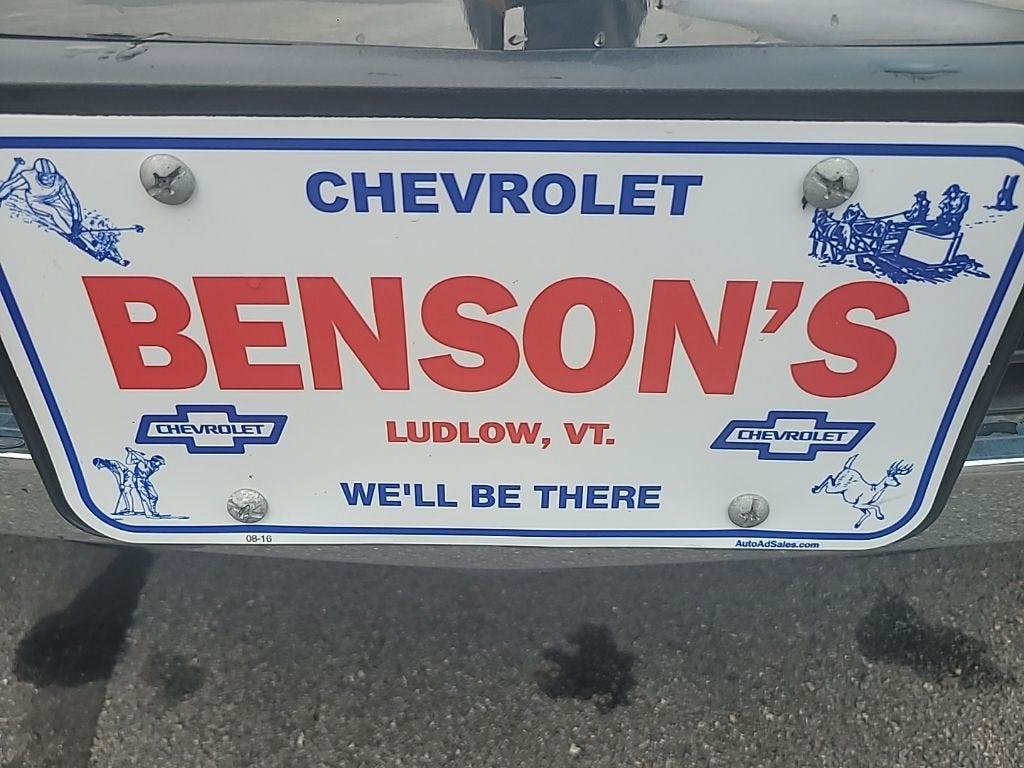 CHEVROLET
BENSON'S
CHEVROLET
LUDLOW, VT.
CHEVROLET
WE'LL BE THERE
08-16
AutoAdSales.com